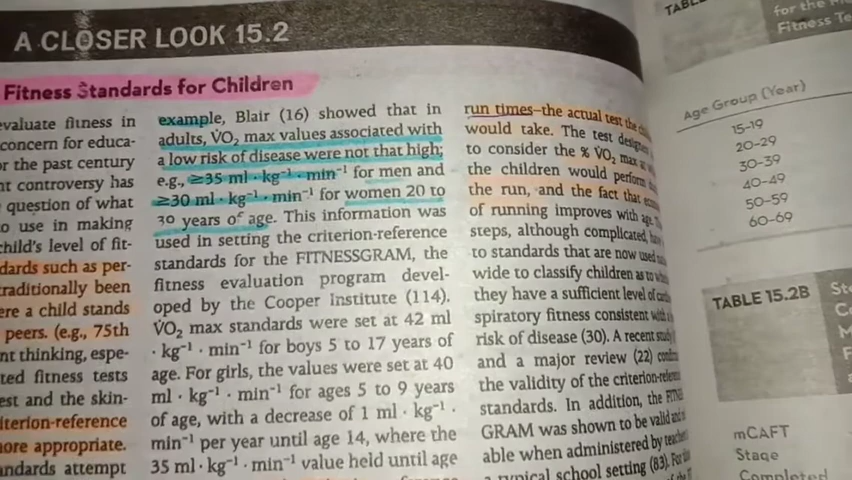 A CLOSER LOOK 15.2
Fitness Standards for Children
evaluate fitness in
concern for educa-
or the past century
nt controversy has
question of what
o use in making
child's level of fit-
dards such as per-
traditionally been
ere a child stands
peers. (e.g., 75th
nt thinking, espe-
ted fitness tests
est and the skin-
iterion-reference
more appropriate.
andards attempt
example, Blair (16) showed that in
adults, V̇O₂ max values associated with
a low risk of disease were not that high;
e.g., ≥35 ml · kg⁻¹ · min⁻¹ for men and
≥30 ml · kg⁻¹ · min⁻¹ for women 20 to
30 years of age. This information was
used in setting the criterion-reference
standards for the FITNESSGRAM, the
fitness evaluation program devel-
oped by the Cooper Institute (114).
V̇O₂ max standards were set at 42 ml
· kg⁻¹ · min⁻¹ for boys 5 to 17 years of
age. For girls, the values were set at 40
ml · kg⁻¹ · min⁻¹ for ages 5 to 9 years
of age, with a decrease of 1 ml · kg⁻¹ ·
min⁻¹ per year until age 14, where the
35 ml · kg⁻¹ · min⁻¹ value held until age
run times—the actual test the
would take. The test
to consider the % V̇O₂ max
the children would perform
the run, and the fact that
of running improves with age.
steps, although complicated,
to standards that are now used
wide to classify children as to
they have a sufficient level of
spiratory fitness consistent with
risk of disease (30). A recent study
and a major review (22)
the validity of the criterion-
standards. In addition, the
GRAM was shown to be valid and
able when administered by
a typical school setting (83). For
for the
Fitness Te
Age Group (Year)
15–19
20–29
30–39
40–49
50–59
60–69
TABLE 15.2B
mCAFT
Stage
Completed